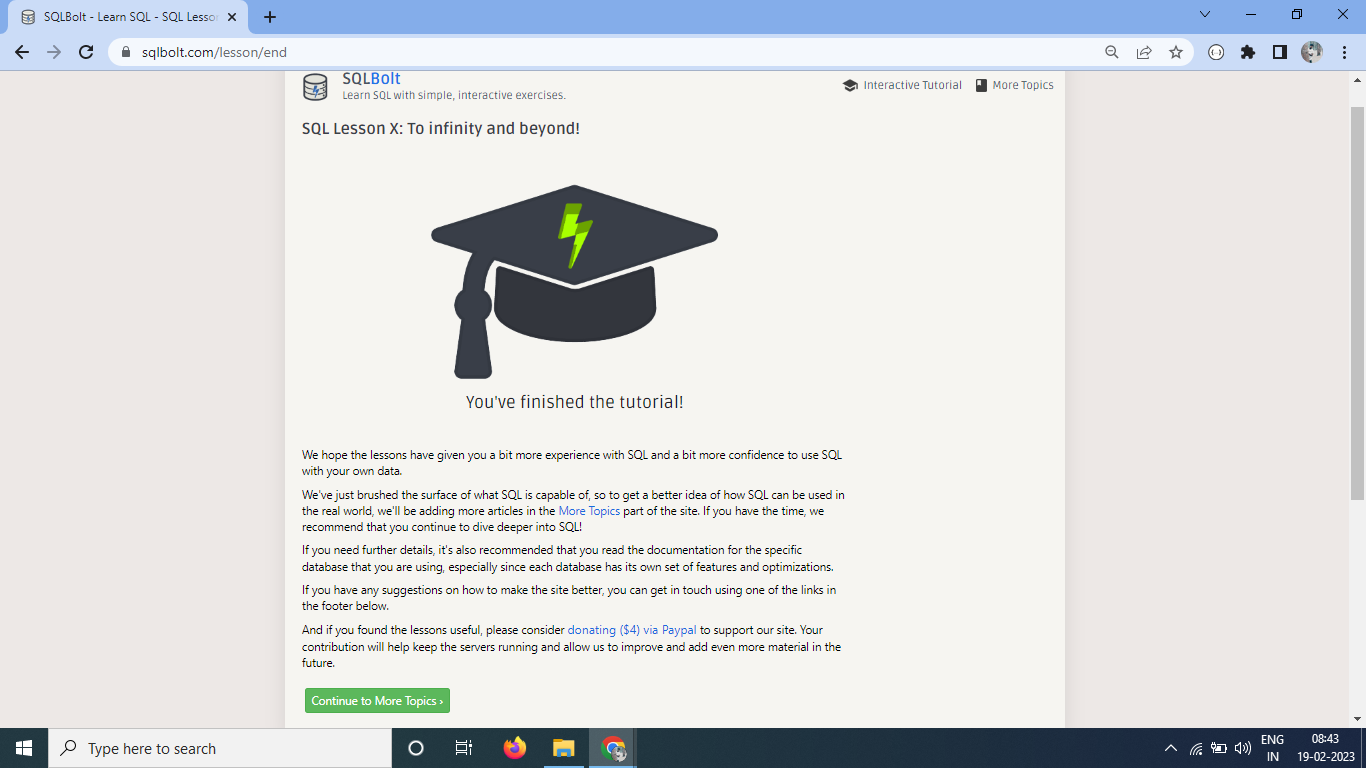 SQLBolt - Learn SQL - SQL Lesson
sqlbolt.com/lesson/end
SQLBolt
Learn SQL with simple, interactive exercises.
Interactive Tutorial
More Topics
SQL Lesson X: To infinity and beyond!
You've finished the tutorial!
We hope the lessons have given you a bit more experience with SQL and a bit more confidence to use SQL
with your own data.
We've just brushed the surface of what SQL is capable of, so to get a better idea of how SQL can be used in
the real world, we'll be adding more articles in the More Topics part of the site. If you have the time, we
recommend that you continue to dive deeper into SQL!
If you need further details, it's also recommended that you read the documentation for the specific
database that you are using, especially since each database has its own set of features and optimizations.
If you have any suggestions on how to make the site better, you can get in touch using one of the links in
the footer below.
And if you found the lessons useful, please consider donating ($4) via Paypal to support our site. Your
contribution will help keep the servers running and allow us to improve and add even more material in the
future.
Continue to More Topics ›
Type here to search
ENG
IN
08:43
19-02-2023